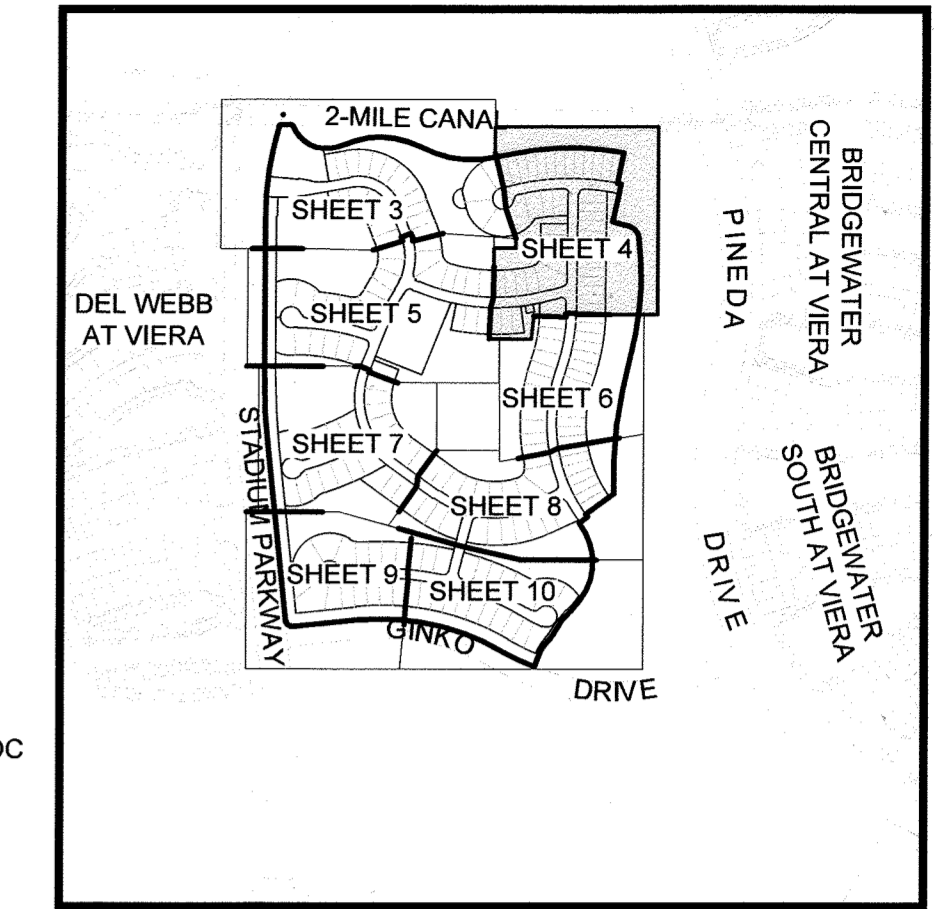 2-MILE CANAL
SHEET 3
SHEET 4
BRIDGEWATER
CENTRAL AT VIERA
PINEDA
DEL WEBB
AT VIERA
SHEET 5
SHEET 6
STADIUM PARKWAY
SHEET 7
SHEET 8
BRIDGEWATER
SOUTH AT VIERA
DRIVE
SHEET 9
SHEET 10
GINKO
DRIVE
OC